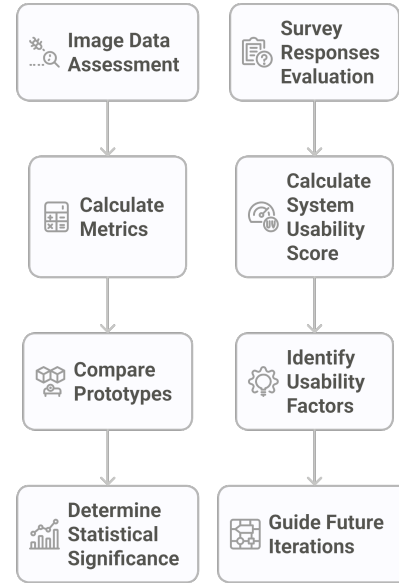 Image Data
Assessment
Survey
Responses
Evaluation
Calculate
Metrics
Calculate
System
Usability
Score
Compare
Prototypes
Identify
Usability
Factors
Determine
Statistical
Significance
Guide Future
Iterations